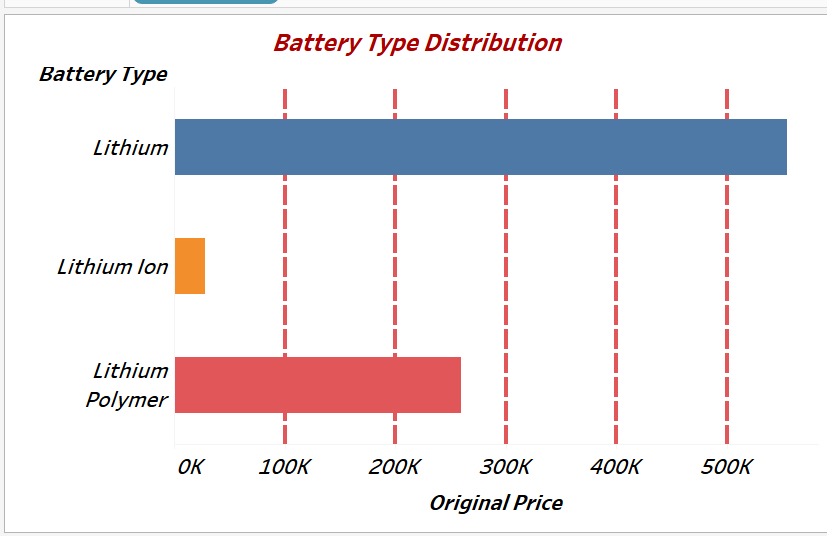 Battery Type Distribution
Battery Type
Lithium
Lithium Ion
Lithium
Polymer
0K 100K 200K 300K 400K 500K
Original Price